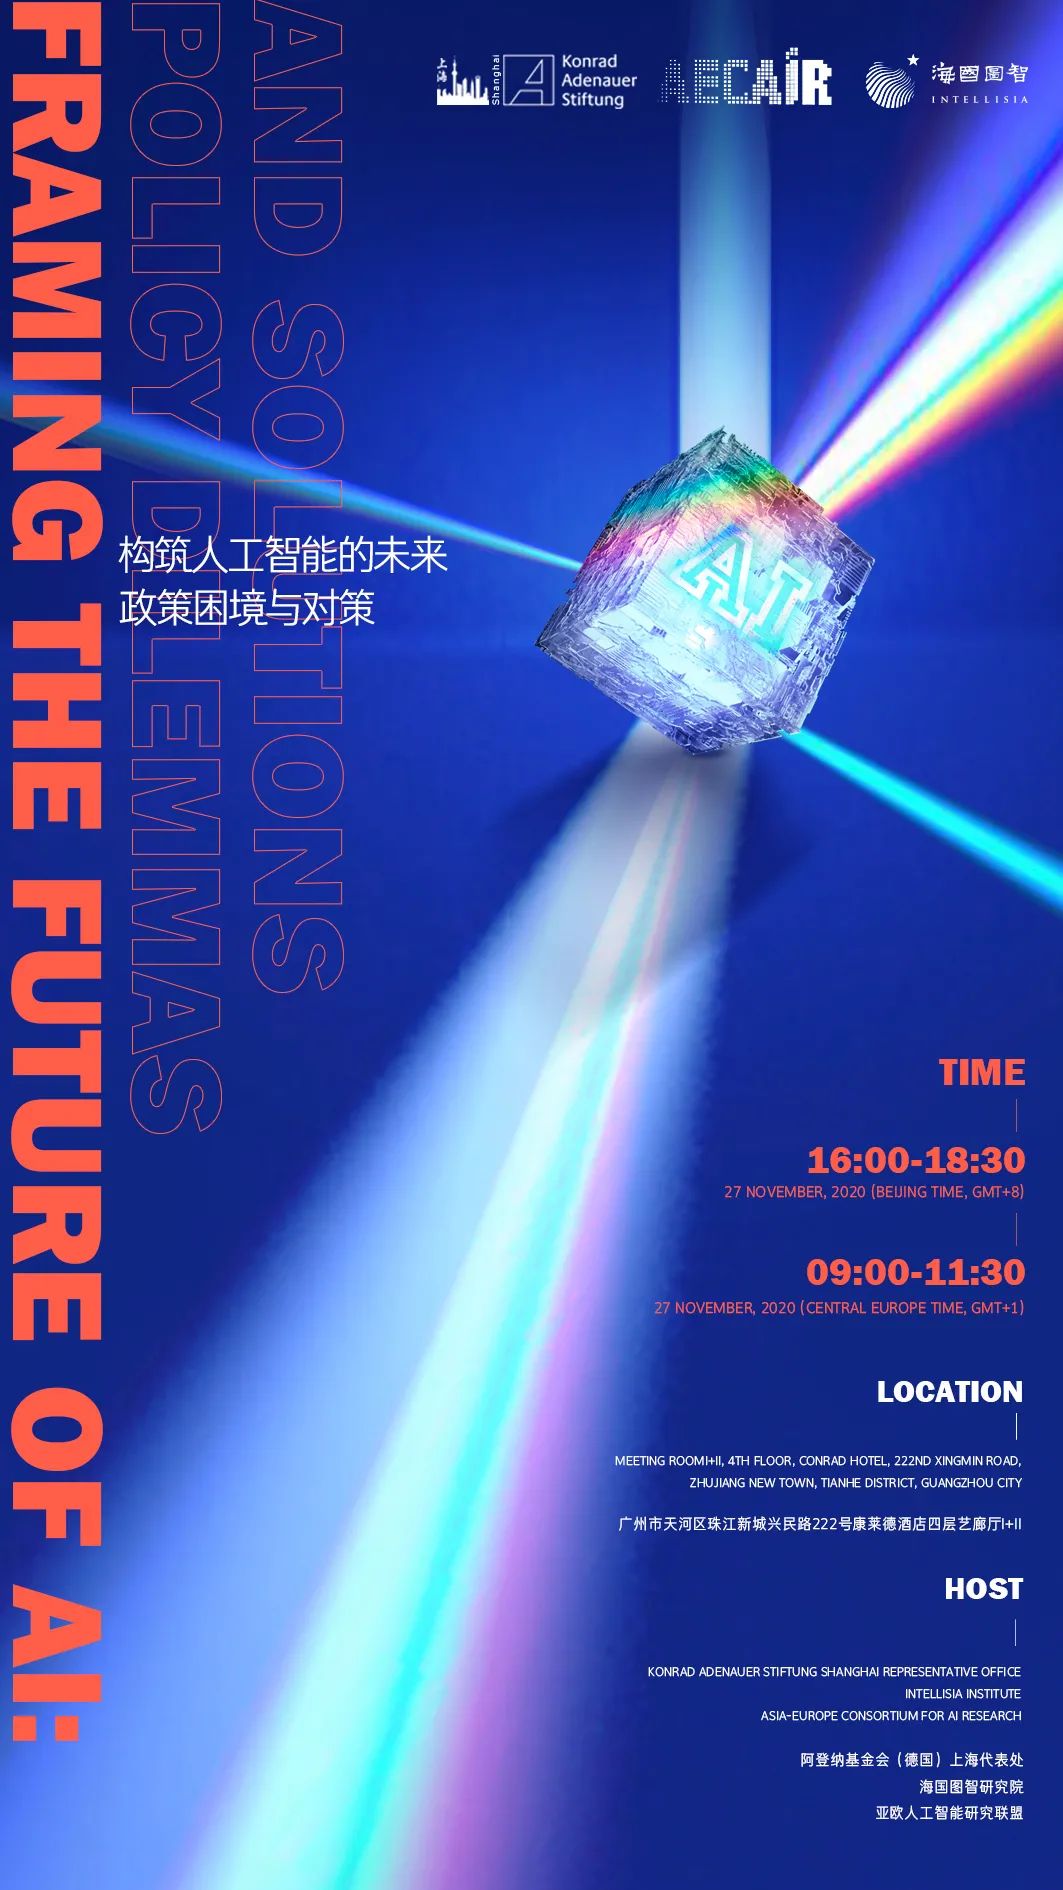 FRAMING THE FUTURE OF AI:
POLICY DILEMMAS
AND SOLUTIONS
上海
Shanghai
Konrad
Adenauer
Stiftung
AECAIR
海国图智
INTELLISIA
构筑人工智能的未来
政策困境与对策
AI
TIME
16:00-18:30
27 NOVEMBER, 2020 (BEIJING TIME, GMT+8)
09:00-11:30
27 NOVEMBER, 2020 (CENTRAL EUROPE TIME, GMT+1)
LOCATION
MEETING ROOMI+II, 4TH FLOOR, CONRAD HOTEL, 222ND XINGMIN ROAD,
ZHUJIANG NEW TOWN, TIANHE DISTRICT, GUANGZHOU CITY
广州市天河区珠江新城兴民路222号康莱德酒店四层艺廊厅I+II
HOST
KONRAD ADENAUER STIFTUNG SHANGHAI REPRESENTATIVE OFFICE
INTELLISIA INSTITUTE
ASIA-EUROPE CONSORTIUM FOR AI RESEARCH
阿登纳基金会（德国）上海代表处
海国图智研究院
亚欧人工智能研究联盟